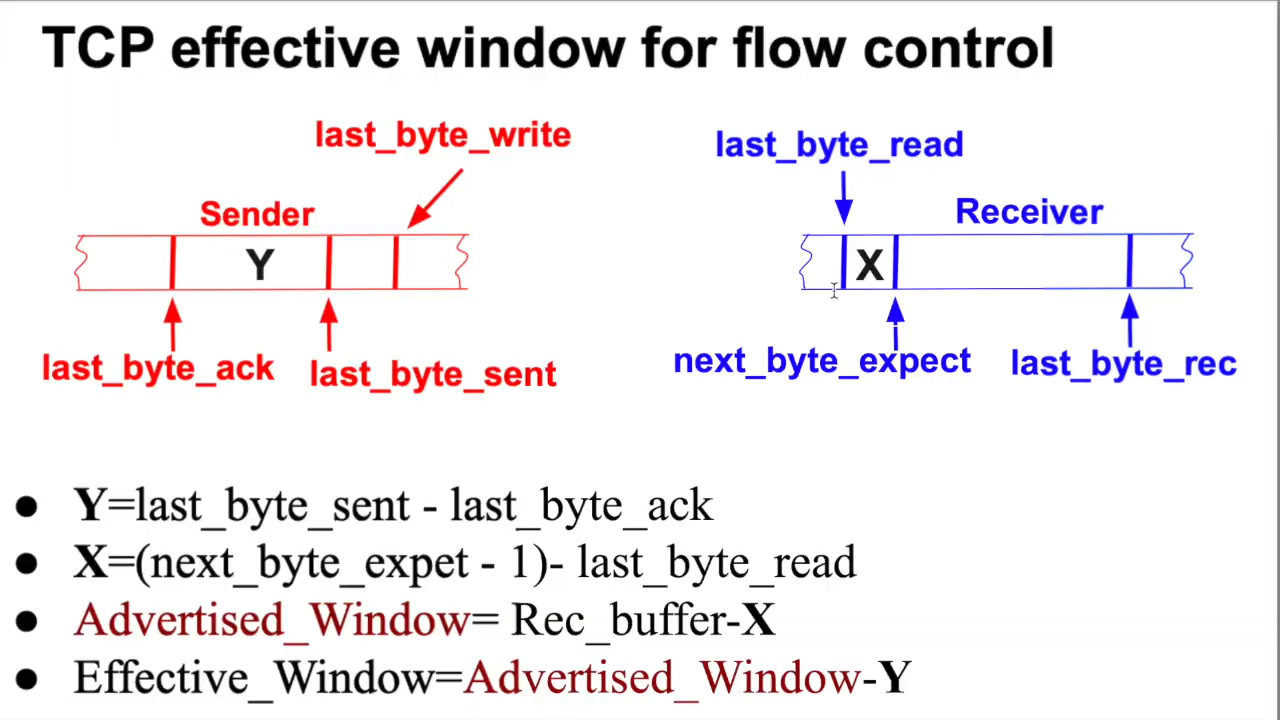 TCP effective window for flow control
last_byte_write
Sender
Y
last_byte_ack
last_byte_sent
last_byte_read
Receiver
X
next_byte_expect
last_byte_rec
● Y=last_byte_sent - last_byte_ack
● X=(next_byte_expet - 1)- last_byte_read
● Advertised_Window= Rec_buffer-X
● Effective_Window=Advertised_Window-Y